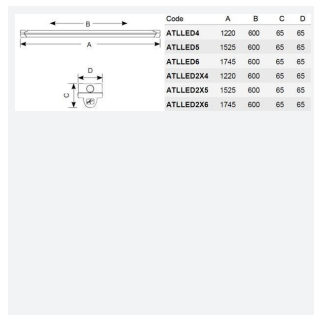 Code A B C D
ATLLED4 1220 600 65 65
ATLLED5 1525 600 65 65
ATLLED6 1745 600 65 65
ATLLED2X4 1220 600 65 65
ATLLED2X5 1525 600 65 65
ATLLED2X6 1745 600 65 65
B
A
D
C